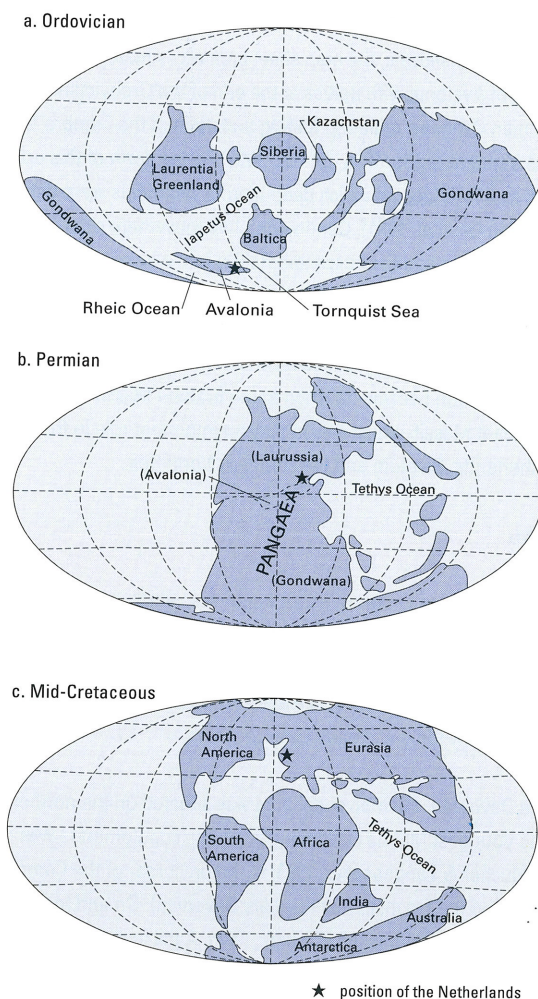 a. Ordovician
Kazachstan
Siberia
Laurentia
Greenland
Gondwana
Gondwana
Iapetus Ocean
Baltica
Rheic Ocean
Avalonia
Tornquist Sea
b. Permian
(Laurussia)
(Avalonia)
Tethys Ocean
PANGAEA
(Gondwana)
c. Mid-Cretaceous
North
America
Eurasia
Tethys Ocean
South
America
Africa
India
Australia
Antarctica
★ position of the Netherlands